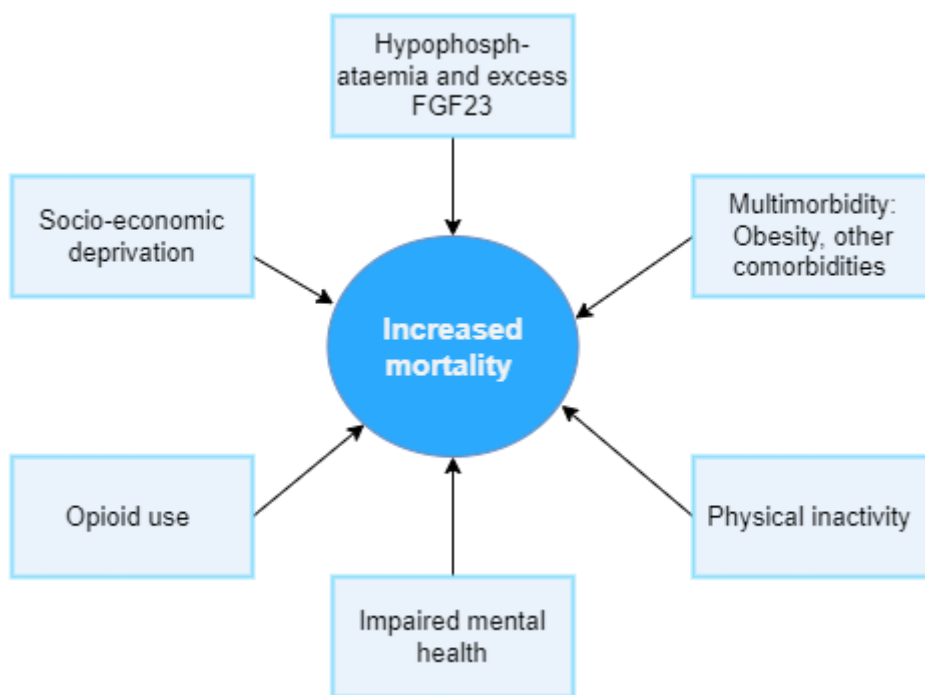 Hypophosph-
ataemia and excess
FGF23
Socio-economic
deprivation
Multimorbidity:
Obesity, other
comorbidities
Increased
mortality
Opioid use
Physical inactivity
Impaired mental
health